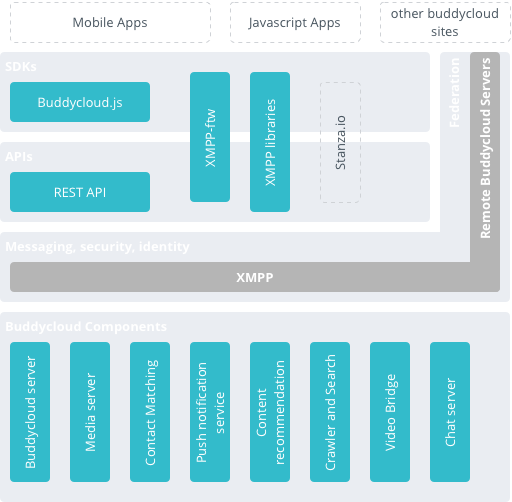 Mobile Apps
Javascript Apps
other buddycloud
sites
SDKs
Buddycloud.js
XMPP-ftw
XMPP libraries
Stanza.io
Federation
Remote Buddycloud Servers
APIs
REST API
Messaging, security, identity
XMPP
Buddycloud Components
Buddycloud server
Media server
Contact Matching
Push notification
service
Content
recommendation
Crawler and Search
Video Bridge
Chat server